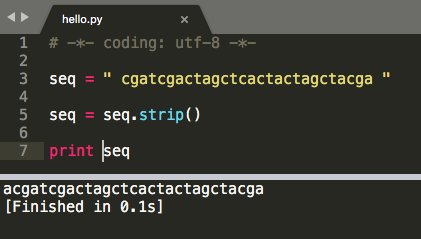 hello.py ×
1 # -*- coding: utf-8 -*-
2
3 seq = " cgatcgactagctcactactagctacga "
4
5 seq = seq.strip()
6
7 print seq
acgatcgactagctcactactagctacga
[Finished in 0.1s]